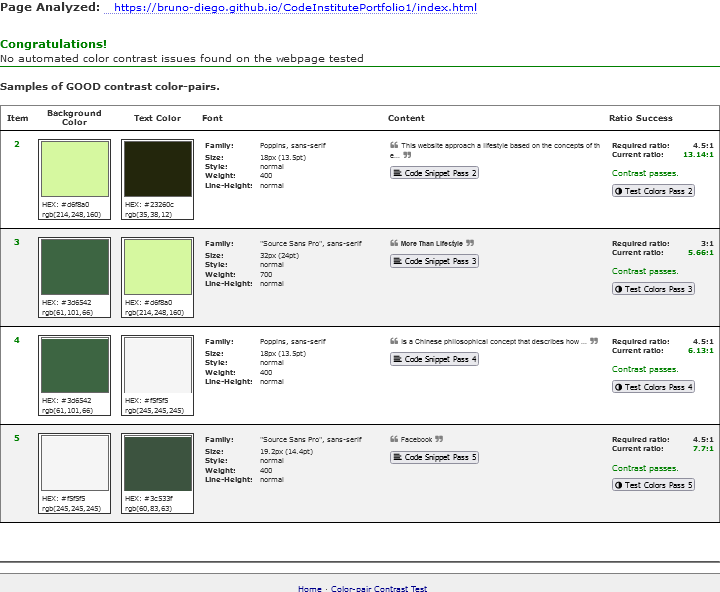 Page Analyzed: https://bruno-diego.github.io/CodeInstitutePortfolio1/index.html
Congratulations!
No automated color contrast issues found on the webpage tested
Samples of GOOD contrast color-pairs.
Item Background Color Text Color Font Content Ratio Success
2
HEX: #d6f8a0
rgb(214,248,160)
HEX: #23260c
rgb(35,38,12)
Family: Poppins, sans-serif
Size: 18px (13.5pt)
Style: normal
Weight: 400
Line-Height: normal
❝ This website approach a lifestyle based on the concepts of th
e... ❞
Code Snippet Pass 2
Required ratio: 4.5:1
Current ratio: 13.14:1
Contrast passes.
Test Colors Pass 2
3
HEX: #3d6542
rgb(61,101,66)
HEX: #d6f8a0
rgb(214,248,160)
Family: "Source Sans Pro", sans-serif
Size: 32px (24pt)
Style: normal
Weight: 700
Line-Height: normal
❝ More Than Lifestyle ❞
Code Snippet Pass 3
Required ratio: 3:1
Current ratio: 5.66:1
Contrast passes.
Test Colors Pass 3
4
HEX: #3d6542
rgb(61,101,66)
HEX: #f5f5f5
rgb(245,245,245)
Family: Poppins, sans-serif
Size: 18px (13.5pt)
Style: normal
Weight: 400
Line-Height: normal
❝ is a Chinese philosophical concept that describes how ... ❞
Code Snippet Pass 4
Required ratio: 4.5:1
Current ratio: 6.13:1
Contrast passes.
Test Colors Pass 4
5
HEX: #f5f5f5
rgb(245,245,245)
HEX: #3c533f
rgb(60,83,63)
Family: "Source Sans Pro", sans-serif
Size: 19.2px (14.4pt)
Style: normal
Weight: 400
Line-Height: normal
❝ Facebook ❞
Code Snippet Pass 5
Required ratio: 4.5:1
Current ratio: 7.7:1
Contrast passes.
Test Colors Pass 5
Home · Color-pair Contrast Test